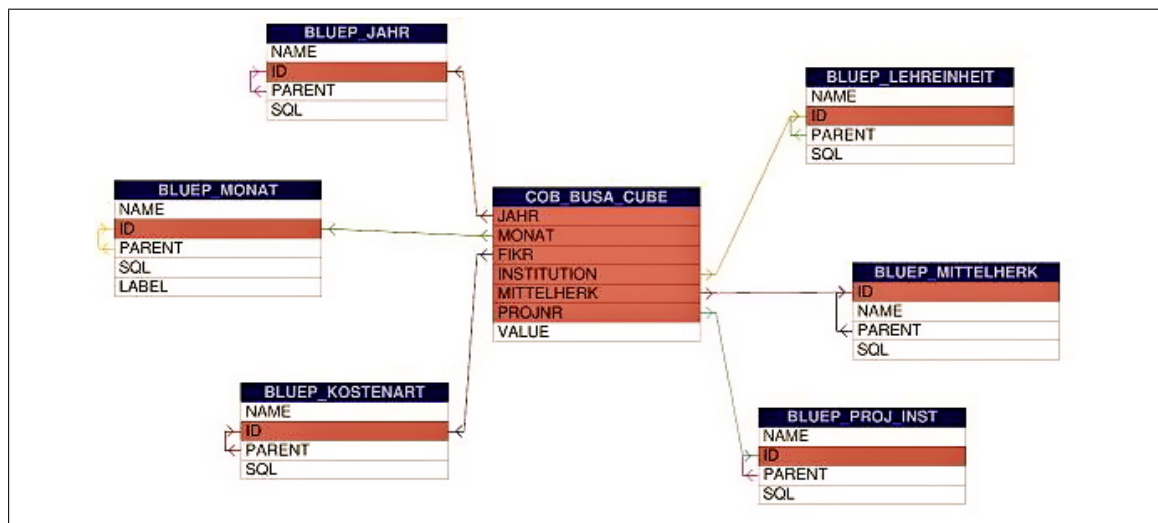 BLUEP_JAHR
NAME
ID
PARENT
SQL
BLUEP_MONAT
NAME
ID
PARENT
SQL
LABEL
BLUEP_KOSTENART
NAME
ID
PARENT
SQL
COB_BUSA_CUBE
JAHR
MONAT
FIKR
INSTITUTION
MITTELHERK
PROJNR
VALUE
BLUEP_LEHREINHEIT
NAME
ID
PARENT
SQL
BLUEP_MITTELHERK
ID
NAME
PARENT
SQL
BLUEP_PROJ_INST
NAME
ID
PARENT
SQL